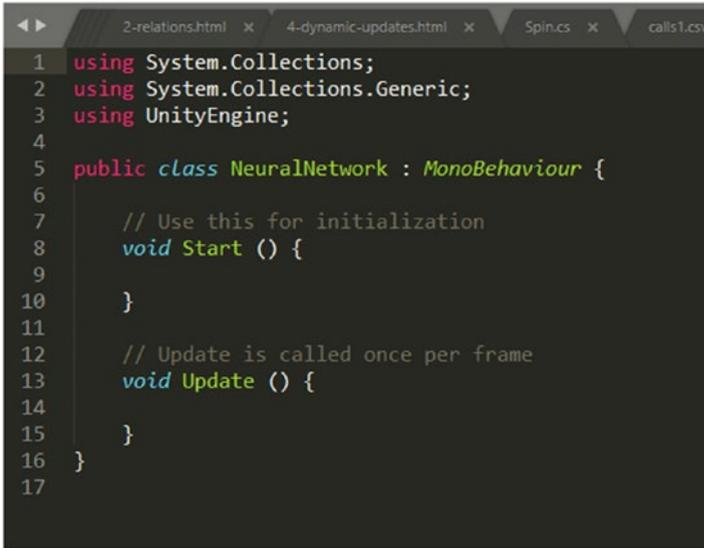 2-relations.html × 4-dynamic-updates.html × Spin.cs × calls1.csv
1 using System.Collections;
2 using System.Collections.Generic;
3 using UnityEngine;
4
5 public class NeuralNetwork : MonoBehaviour {
6
7 // Use this for initialization
8 void Start () {
9
10 }
11
12 // Update is called once per frame
13 void Update () {
14
15 }
16 }
17